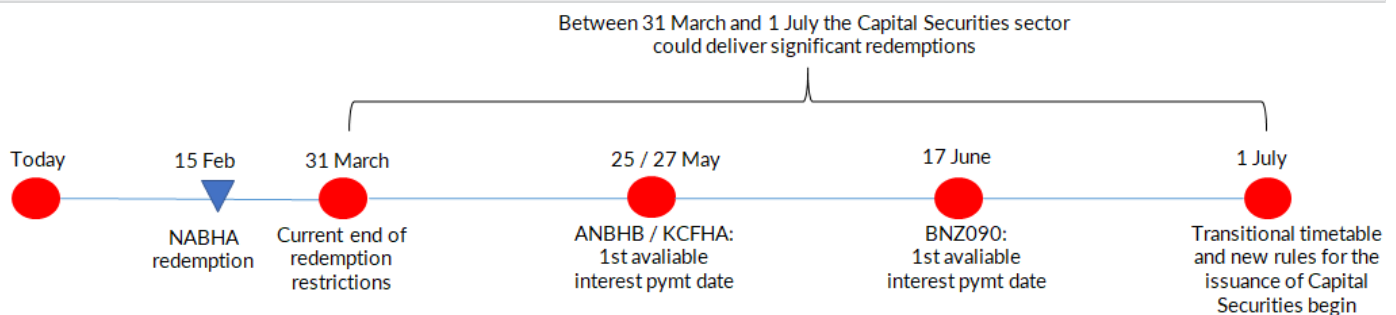 Between 31 March and 1 July the Capital Securities sector
could deliver significant redemptions
Today
15 Feb
31 March
25 / 27 May
17 June
1 July
NABHA
redemption
Current end of
redemption
restrictions
ANBHB / KCFHA:
1st avaliable
interest pymt date
BNZ090:
1st avaliable
interest pymt date
Transitional timetable
and new rules for the
issuance of Capital
Securities begin